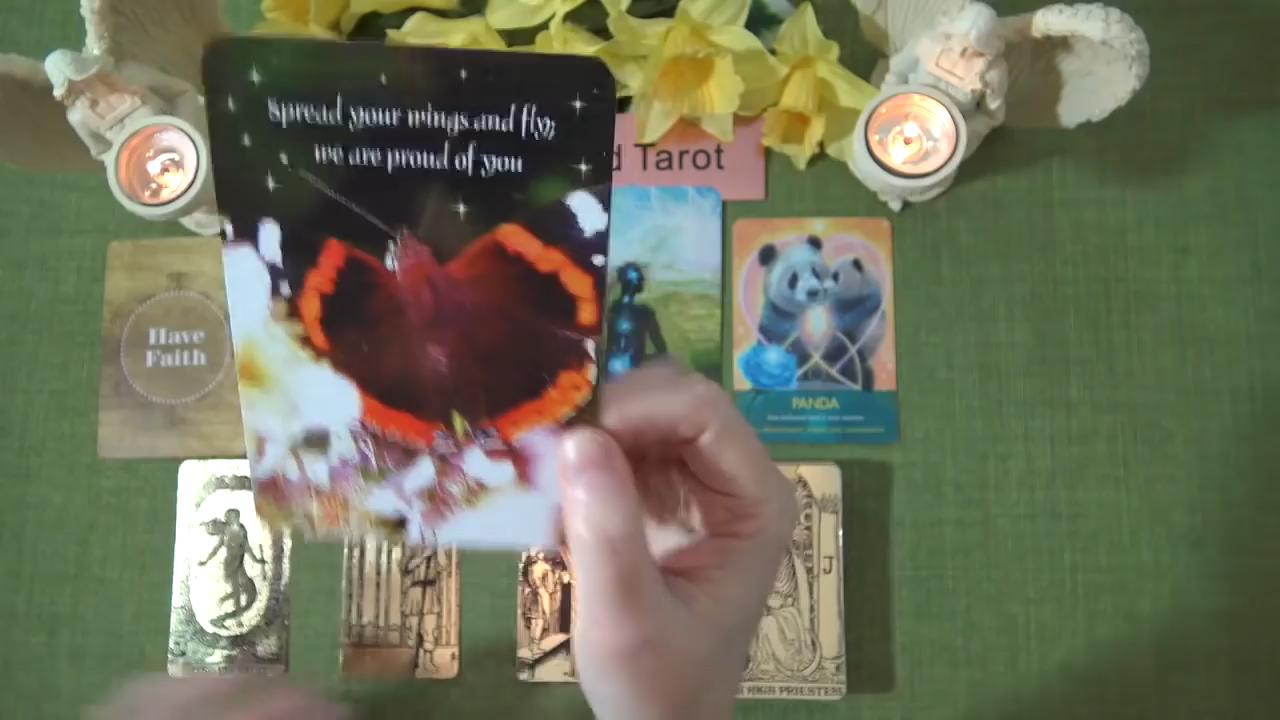 Spread your wings and fly;
we are proud of you
d Tarot
Have
Faith
PANDA
J
HIGH PRIESTESS